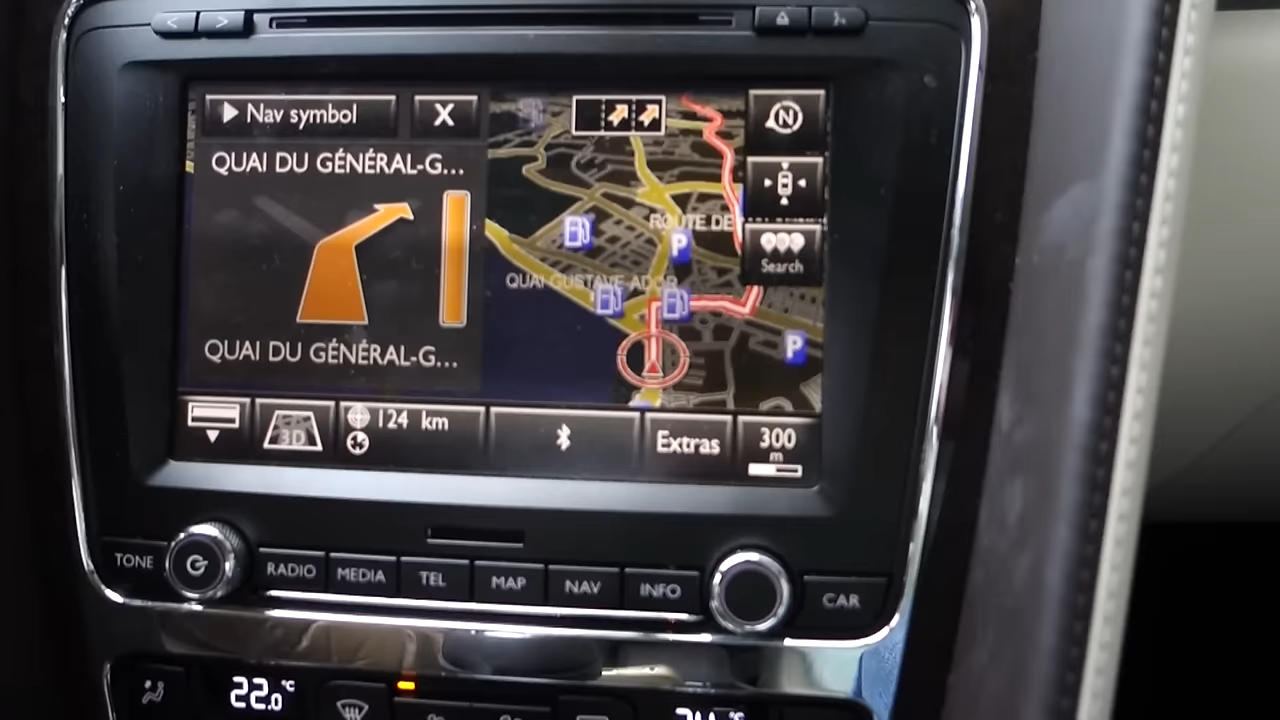 < >
Nav symbol X
QUAI DU GÉNÉRAL-G...
N
ROUTE DE
P
Search
QUAI GUSTAVE ADOR
P
QUAI DU GÉNÉRAL-G...
3D
124 km
Extras
300
m
TONE
RADIO
MEDIA
TEL
MAP
NAV
INFO
CAR
22.0°C